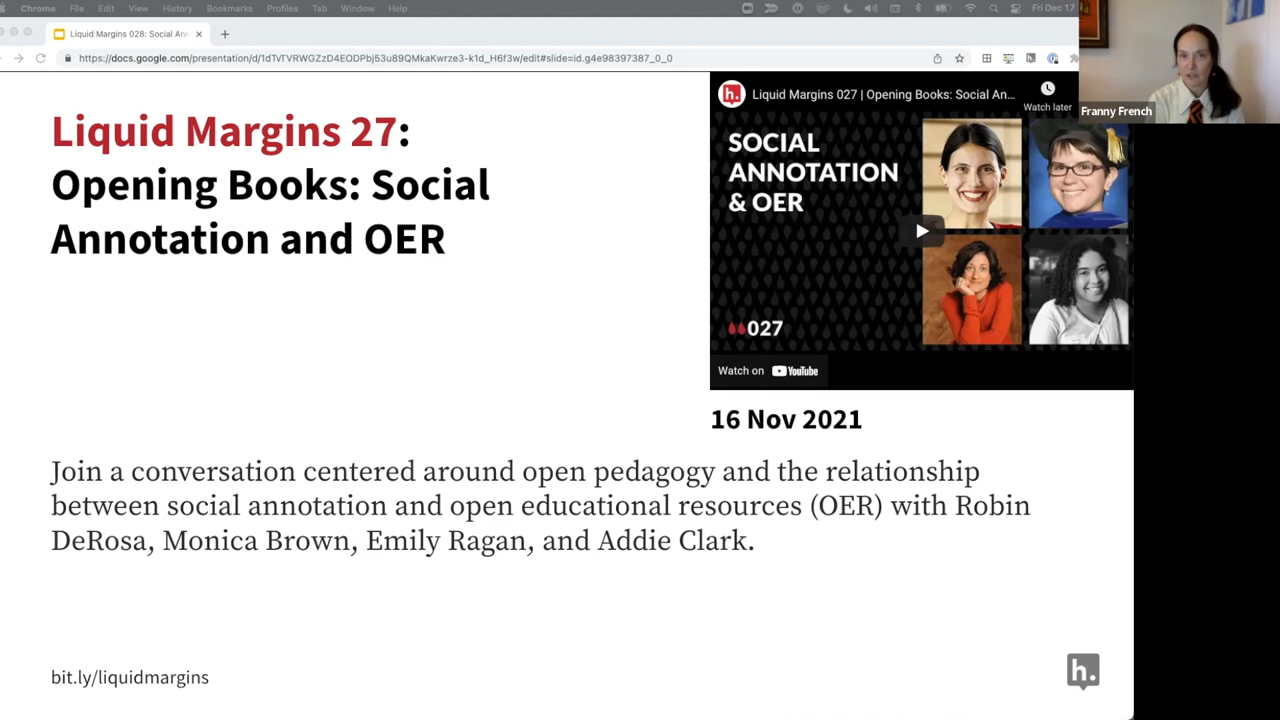 Chrome File Edit View History Bookmarks Profiles Tab Window Help Fri Dec 17
Liquid Margins 028: Social Ann
https://docs.google.com/presentation/d/1dTvTVRWGZzD4EODPbj53u89QMkaKwrze3-k1d_H6f3w/edit#slide=id.g4e98397387_0_0
Franny French
Liquid Margins 27:
Opening Books: Social
Annotation and OER
h. Liquid Margins 027 | Opening Books: Social An...
Watch later
SOCIAL
ANNOTATION
& OER
027
Watch on YouTube
16 Nov 2021
Join a conversation centered around open pedagogy and the relationship
between social annotation and open educational resources (OER) with Robin
DeRosa, Monica Brown, Emily Ragan, and Addie Clark.
bit.ly/liquidmargins
h.